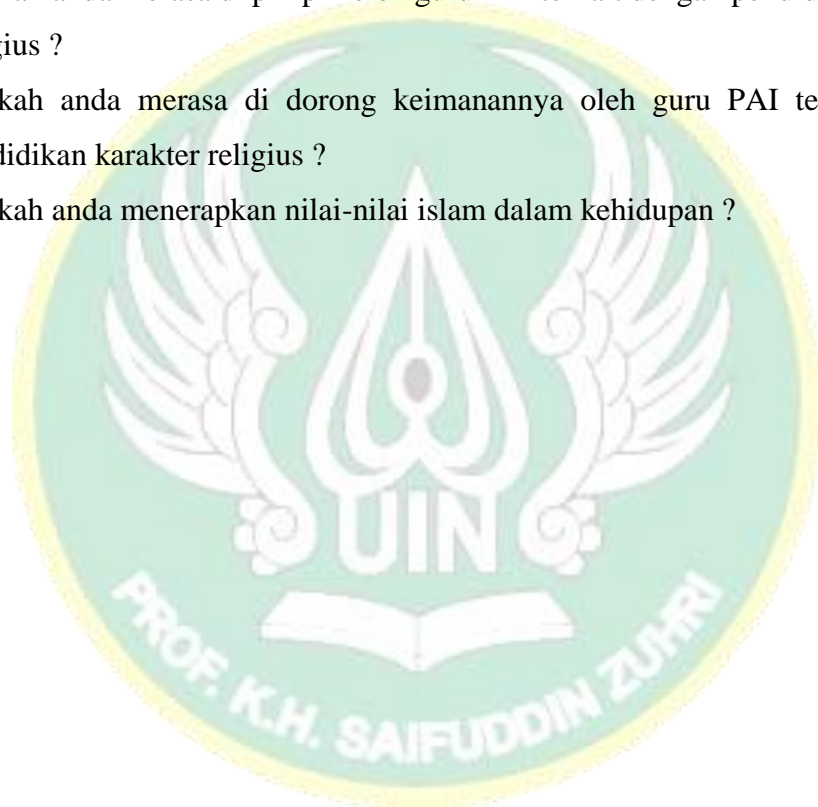 gius ?
kah anda merasa di dorong keimanannya oleh guru PAI te
didikan karakter religius ?
kah anda menerapkan nilai-nilai islam dalam kehidupan ?
UIN
PROF. K.H. SAIFUDDIN ZUHRI